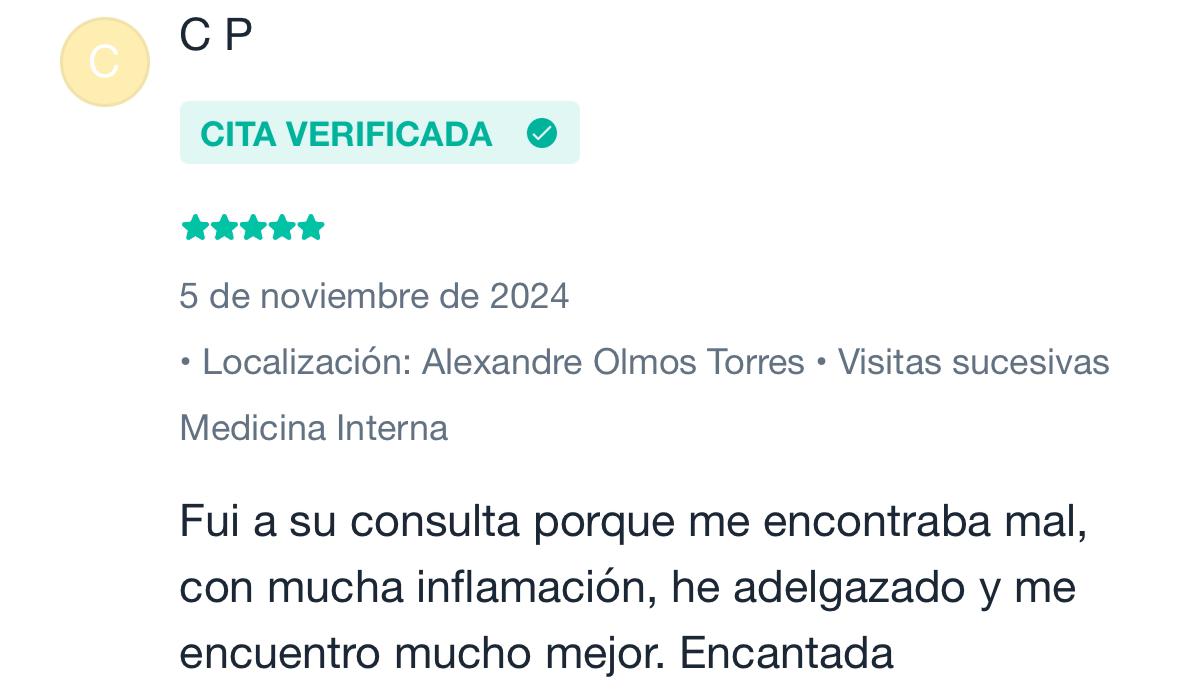 C
C P
CITA VERIFICADA
5 de noviembre de 2024
• Localización: Alexandre Olmos Torres • Visitas sucesivas
Medicina Interna
Fui a su consulta porque me encontraba mal,
con mucha inflamación, he adelgazado y me
encuentro mucho mejor. Encantada